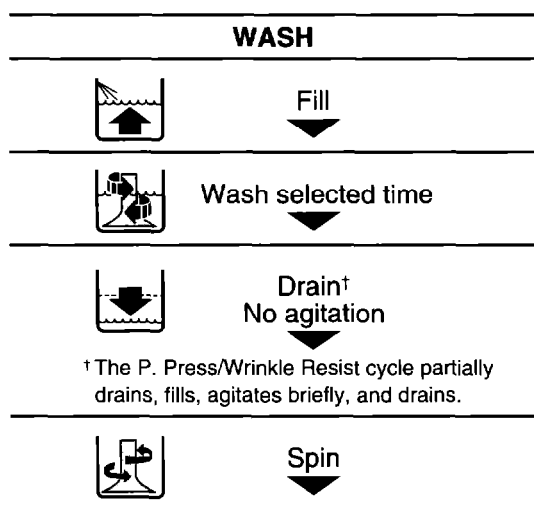 WASH
Fill
Wash selected time
Drain†
No agitation
† The P. Press/Wrinkle Resist cycle partially
drains, fills, agitates briefly, and drains.
Spin